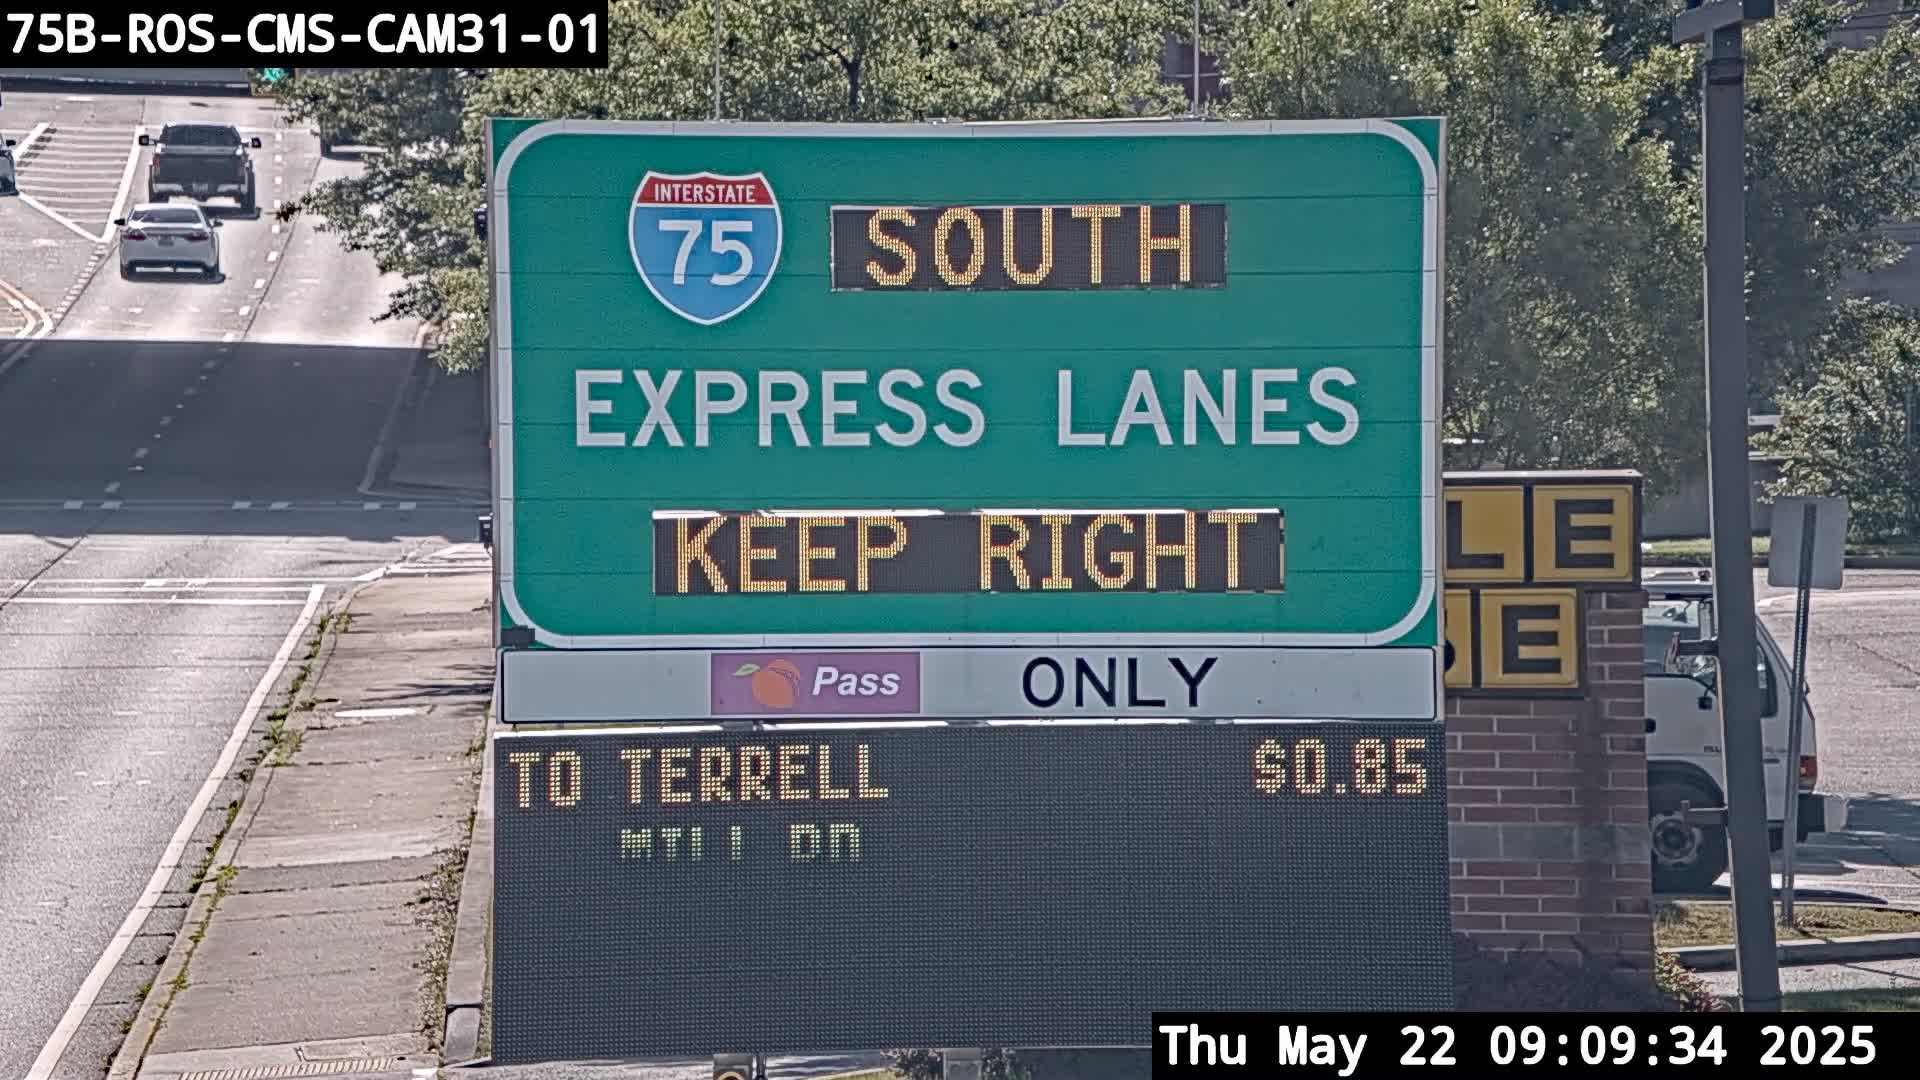 75B-ROS-CMS-CAM31-01
INTERSTATE
75
SOUTH
EXPRESS LANES
KEEP RIGHT
Pass ONLY
TO TERRELL $0.85
LE
E
Thu May 22 09:09:34 2025